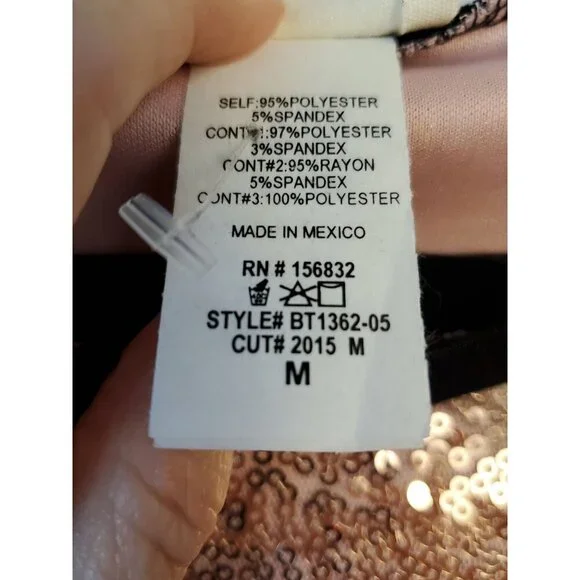 SELF:95%POLYESTER
5%SPANDEX
CONT#1:97%POLYESTER
3%SPANDEX
CONT#2:95%RAYON
5%SPANDEX
CONT#3:100%POLYESTER
MADE IN MEXICO
RN # 156832
STYLE# BT1362-05
CUT# 2015 M
M